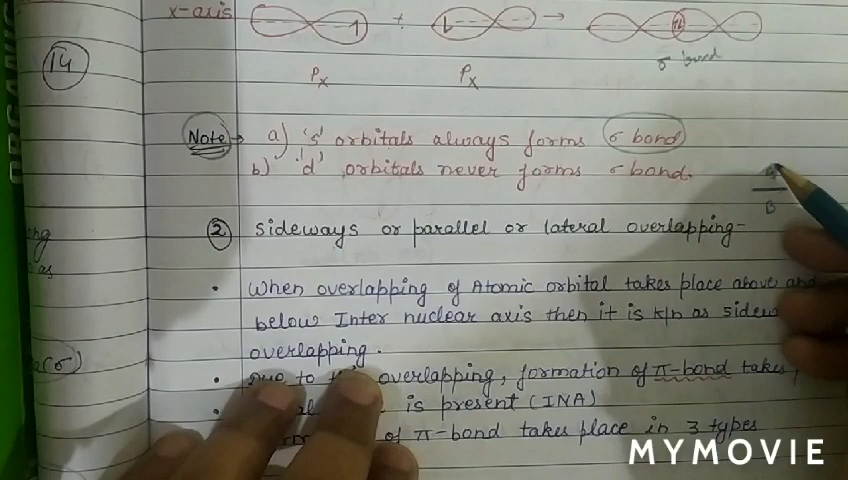 x-axis + →
σ bond
14
Px Px
Note → a) 's' orbitals always forms σ bond
b) 'd' orbitals never forms σ bond.
B
② sideways or parallel or lateral overlapping-
• When overlapping of Atomic orbital takes place above and
below Inter nuclear axis then it is K/n as
overlapping.
• due to overlapping, formation of π-bond takes
• is present (INA)
of π-bond takes place in 3 types
MYMOVIE